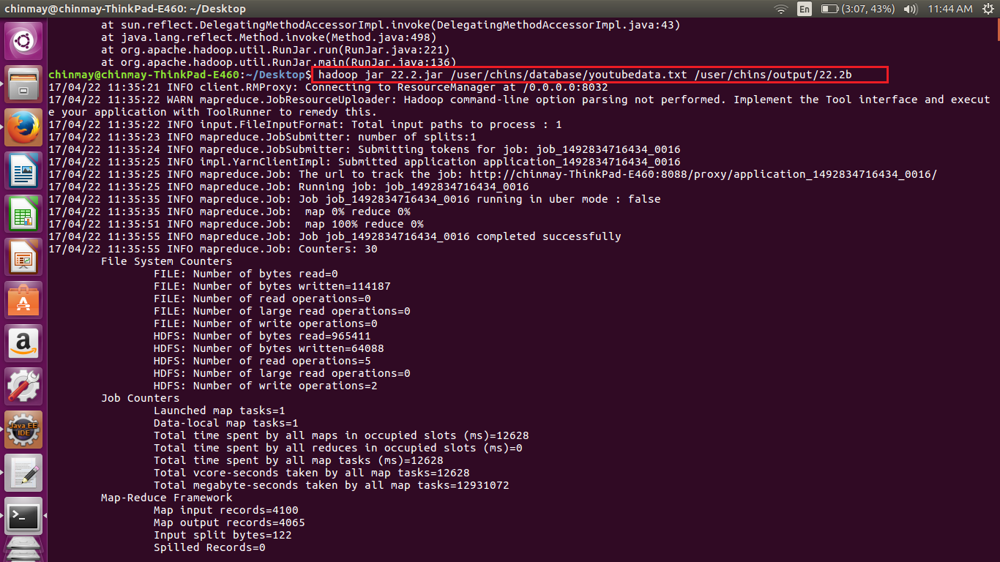 chinmay@chinmay-ThinkPad-E460: ~/Desktop
En
(3:07, 43%)
11:44 AM
at sun.reflect.DelegatingMethodAccessorImpl.invoke(DelegatingMethodAccessorImpl.java:43)
at java.lang.reflect.Method.invoke(Method.java:498)
at org.apache.hadoop.util.RunJar.run(RunJar.java:221)
at org.apache.hadoop.util.RunJar.main(RunJar.java:136)
chinmay@chinmay-ThinkPad-E460:~/Desktop$ hadoop jar 22.2.jar /user/chins/database/youtubedata.txt /user/chins/output/22.2b
17/04/22 11:35:21 INFO client.RMProxy: Connecting to ResourceManager at /0.0.0.0:8032
17/04/22 11:35:22 WARN mapreduce.JobResourceUploader: Hadoop command-line option parsing not performed. Implement the Tool interface and execut
e your application with ToolRunner to remedy this.
17/04/22 11:35:22 INFO input.FileInputFormat: Total input paths to process : 1
17/04/22 11:35:23 INFO mapreduce.JobSubmitter: number of splits:1
17/04/22 11:35:24 INFO mapreduce.JobSubmitter: Submitting tokens for job: job_1492834716434_0016
17/04/22 11:35:25 INFO impl.YarnClientImpl: Submitted application application_1492834716434_0016
17/04/22 11:35:25 INFO mapreduce.Job: The url to track the job: http://chinmay-ThinkPad-E460:8088/proxy/application_1492834716434_0016/
17/04/22 11:35:25 INFO mapreduce.Job: Running job: job_1492834716434_0016
17/04/22 11:35:35 INFO mapreduce.Job: Job job_1492834716434_0016 running in uber mode : false
17/04/22 11:35:35 INFO mapreduce.Job:  map 0% reduce 0%
17/04/22 11:35:51 INFO mapreduce.Job:  map 100% reduce 0%
17/04/22 11:35:55 INFO mapreduce.Job: Job job_1492834716434_0016 completed successfully
17/04/22 11:35:55 INFO mapreduce.Job: Counters: 30
File System Counters
FILE: Number of bytes read=0
FILE: Number of bytes written=114187
FILE: Number of read operations=0
FILE: Number of large read operations=0
FILE: Number of write operations=0
HDFS: Number of bytes read=965411
HDFS: Number of bytes written=64088
HDFS: Number of read operations=5
HDFS: Number of large read operations=0
HDFS: Number of write operations=2
Job Counters
Launched map tasks=1
Data-local map tasks=1
Total time spent by all maps in occupied slots (ms)=12628
Total time spent by all reduces in occupied slots (ms)=0
Total time spent by all map tasks (ms)=12628
Total vcore-seconds taken by all map tasks=12628
Total megabyte-seconds taken by all map tasks=12931072
Map-Reduce Framework
Map input records=4100
Map output records=4065
Input split bytes=122
Spilled Records=0
Java EE
IDE